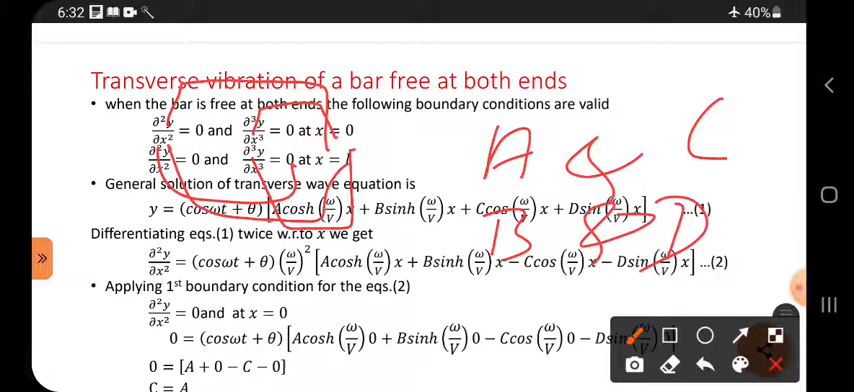 6:32 40%
Transverse vibration of a bar free at both ends
• when the bar is free at both ends the following boundary conditions are valid
∂²y/∂x² = 0 and ∂³y/∂x³ = 0 at x = 0
∂²y/∂x² = 0 and ∂³y/∂x³ = 0 at x = l
A & C
• General solution of transverse wave equation is
y = (cosωt + θ) [Acosh (ω/V) x + Bsinh (ω/V) x + Ccos (ω/V) x + Dsin (ω/V) x] ...(1)
B & D
Differentiating eqs.(1) twice w.r.to x we get
∂²y/∂x² = (cosωt + θ) (ω/V)² [Acosh (ω/V) x + Bsinh (ω/V) x − Ccos (ω/V) x − Dsin (ω/V) x] ...(2)
• Applying 1st boundary condition for the eqs.(2)
∂²y/∂x² = 0and at x = 0
0 = (cosωt + θ) [Acosh (ω/V) 0 + Bsinh (ω/V) 0 − Ccos (ω/V) 0 − Dsin (ω/V)
0 = [A + 0 − C − 0]
C = A